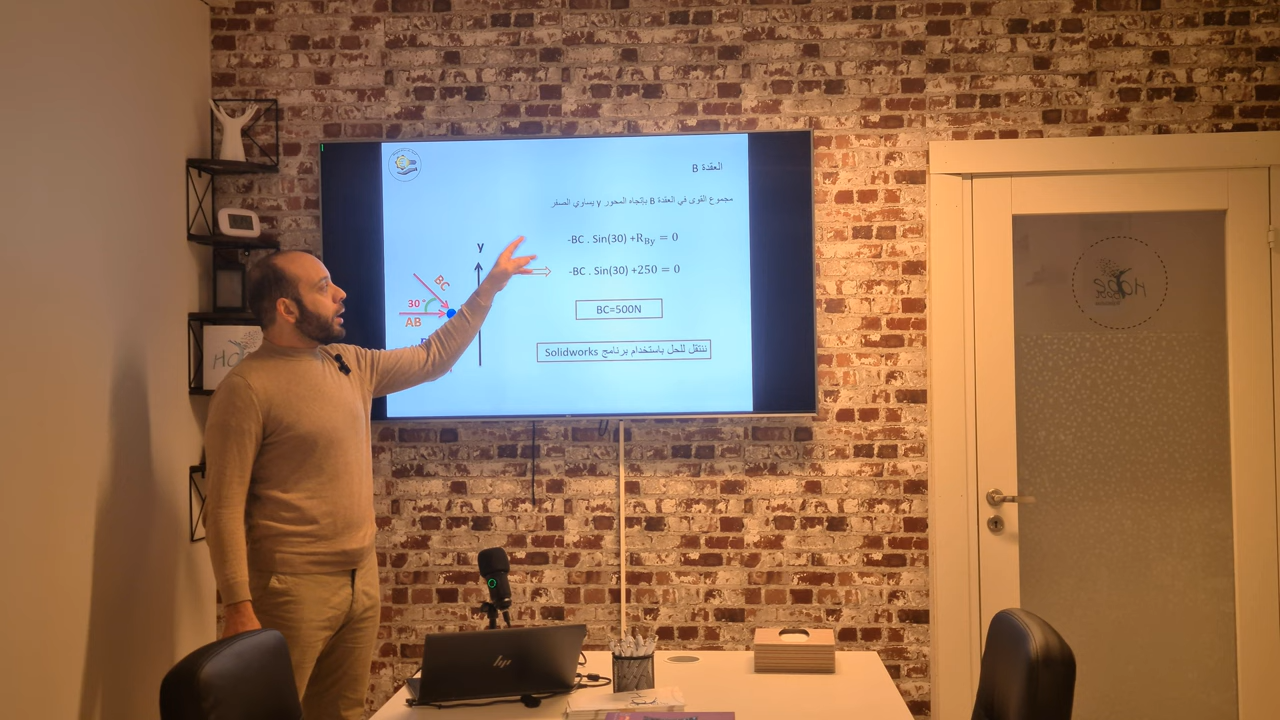 العقدة B
مجموع القوى في العقدة B بإتجاه المحور y يساوي الصفر
-BC . Sin(30) +R_By = 0
-BC . Sin(30) +250 = 0
BC=500N
ننتقل للحل باستخدام برنامج Solidworks
y
BC
30°
AB
hp